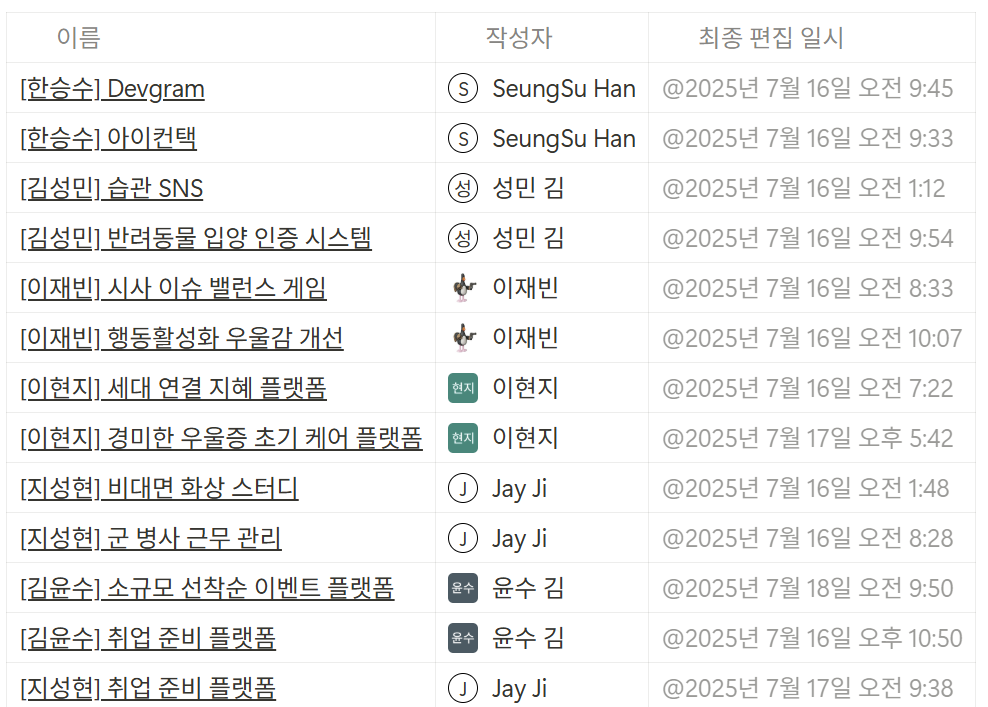 이름 작성자 최종 편집 일시
[한승수] Devgram S SeungSu Han @2025년 7월 16일 오전 9:45
[한승수] 아이컨택 S SeungSu Han @2025년 7월 16일 오전 9:33
[김성민] 습관 SNS 성 성민 김 @2025년 7월 16일 오전 1:12
[김성민] 반려동물 입양 인증 시스템 성 성민 김 @2025년 7월 16일 오전 9:54
[이재빈] 시사 이슈 밸런스 게임 이재빈 @2025년 7월 16일 오전 8:33
[이재빈] 행동활성화 우울감 개선 이재빈 @2025년 7월 16일 오전 10:07
[이현지] 세대 연결 지혜 플랫폼 현지 이현지 @2025년 7월 16일 오전 7:22
[이현지] 경미한 우울증 초기 케어 플랫폼 현지 이현지 @2025년 7월 17일 오후 5:42
[지성현] 비대면 화상 스터디 J Jay Ji @2025년 7월 16일 오전 1:48
[지성현] 군 병사 근무 관리 J Jay Ji @2025년 7월 16일 오전 8:28
[김윤수] 소규모 선착순 이벤트 플랫폼 윤수 윤수 김 @2025년 7월 18일 오전 9:50
[김윤수] 취업 준비 플랫폼 윤수 윤수 김 @2025년 7월 16일 오후 10:50
[지성현] 취업 준비 플랫폼 J Jay Ji @2025년 7월 17일 오전 9:38